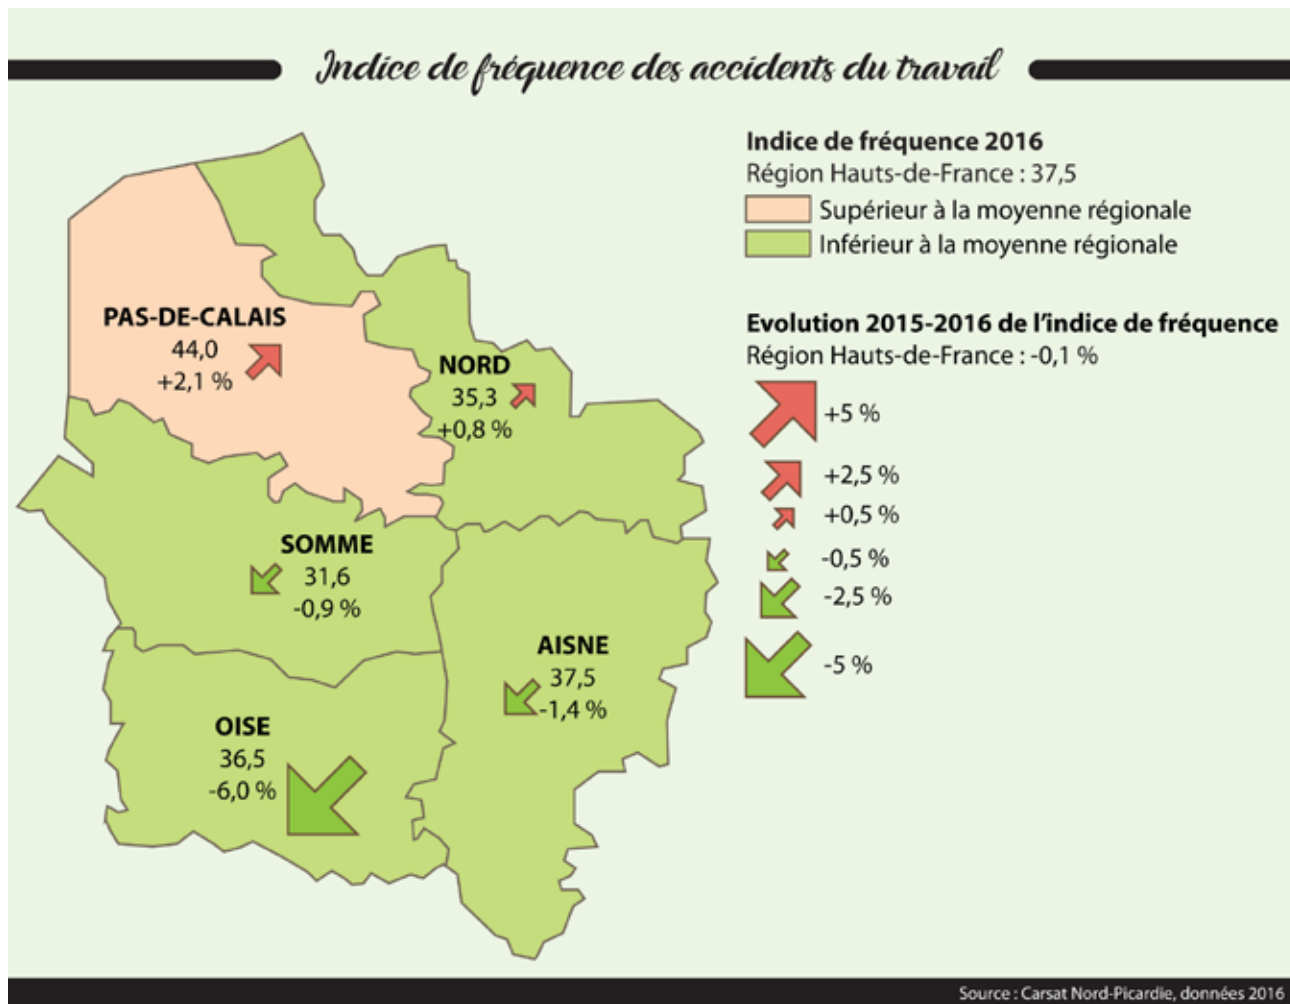 Indice de fréquence des accidents du travail
Indice de fréquence 2016
Région Hauts-de-France : 37,5
Supérieur à la moyenne régionale
Inférieur à la moyenne régionale
Evolution 2015-2016 de l'indice de fréquence
Région Hauts-de-France : -0,1 %
+5 %
+2,5 %
+0,5 %
-0,5 %
-2,5 %
-5 %
PAS-DE-CALAIS
44,0
+2,1 %
NORD
35,3
+0,8 %
SOMME
31,6
-0,9 %
AISNE
37,5
-1,4 %
OISE
36,5
-6,0 %
Source : Carsat Nord-Picardie, données 2016